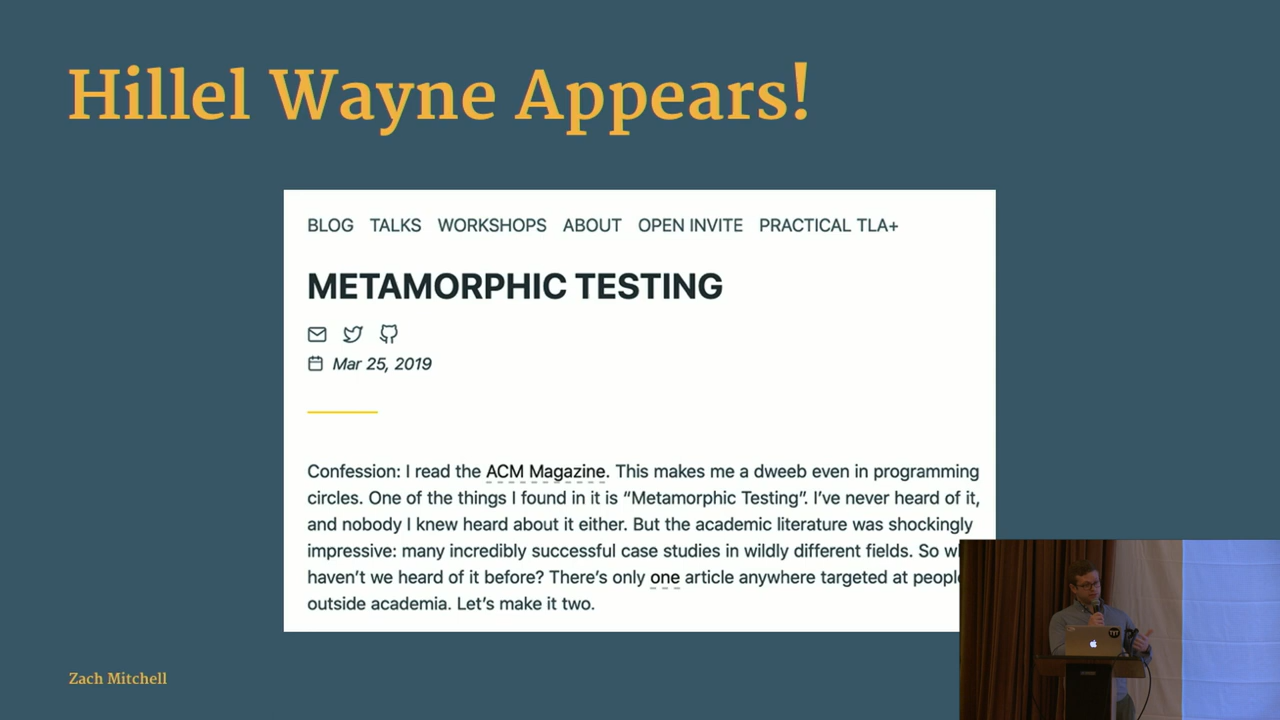 Hillel Wayne Appears!
BLOG TALKS WORKSHOPS ABOUT OPEN INVITE PRACTICAL TLA+
METAMORPHIC TESTING
Mar 25, 2019
Confession: I read the ACM Magazine. This makes me a dweeb even in programming
circles. One of the things I found in it is “Metamorphic Testing”. I’ve never heard of it,
and nobody I knew heard about it either. But the academic literature was shockingly
impressive: many incredibly successful case studies in wildly different fields. So
haven’t we heard of it before? There’s only one article anywhere targeted at
outside academia. Let’s make it two.
Zach Mitchell